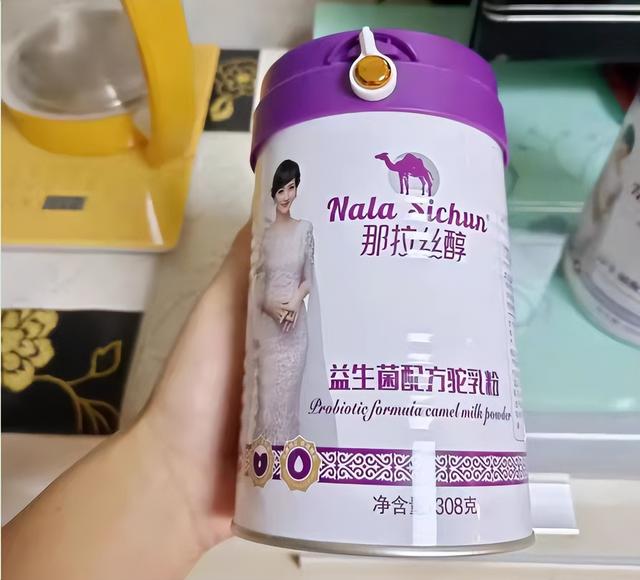 Nala Sichun®
那拉丝醇
益生菌配方驼乳粉
Probiotic formula camel milk powder
净含量 308克